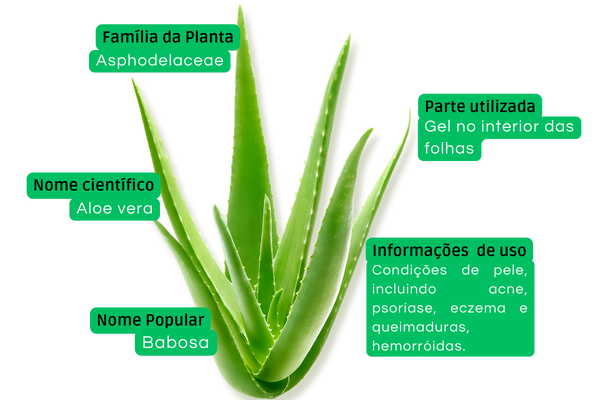 Família da Planta
Asphodelaceae
Parte utilizada
Gel no interior das
folhas
Nome científico
Aloe vera
Informações de uso
Condições de pele,
incluindo acne,
psoríase, eczema e
queimaduras,
hemorróidas.
Nome Popular
Babosa